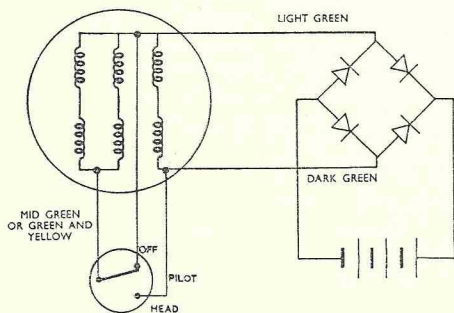 LIGHT GREEN
DARK GREEN
MID GREEN
OR GREEN AND
YELLOW
OFF
PILOT
HEAD